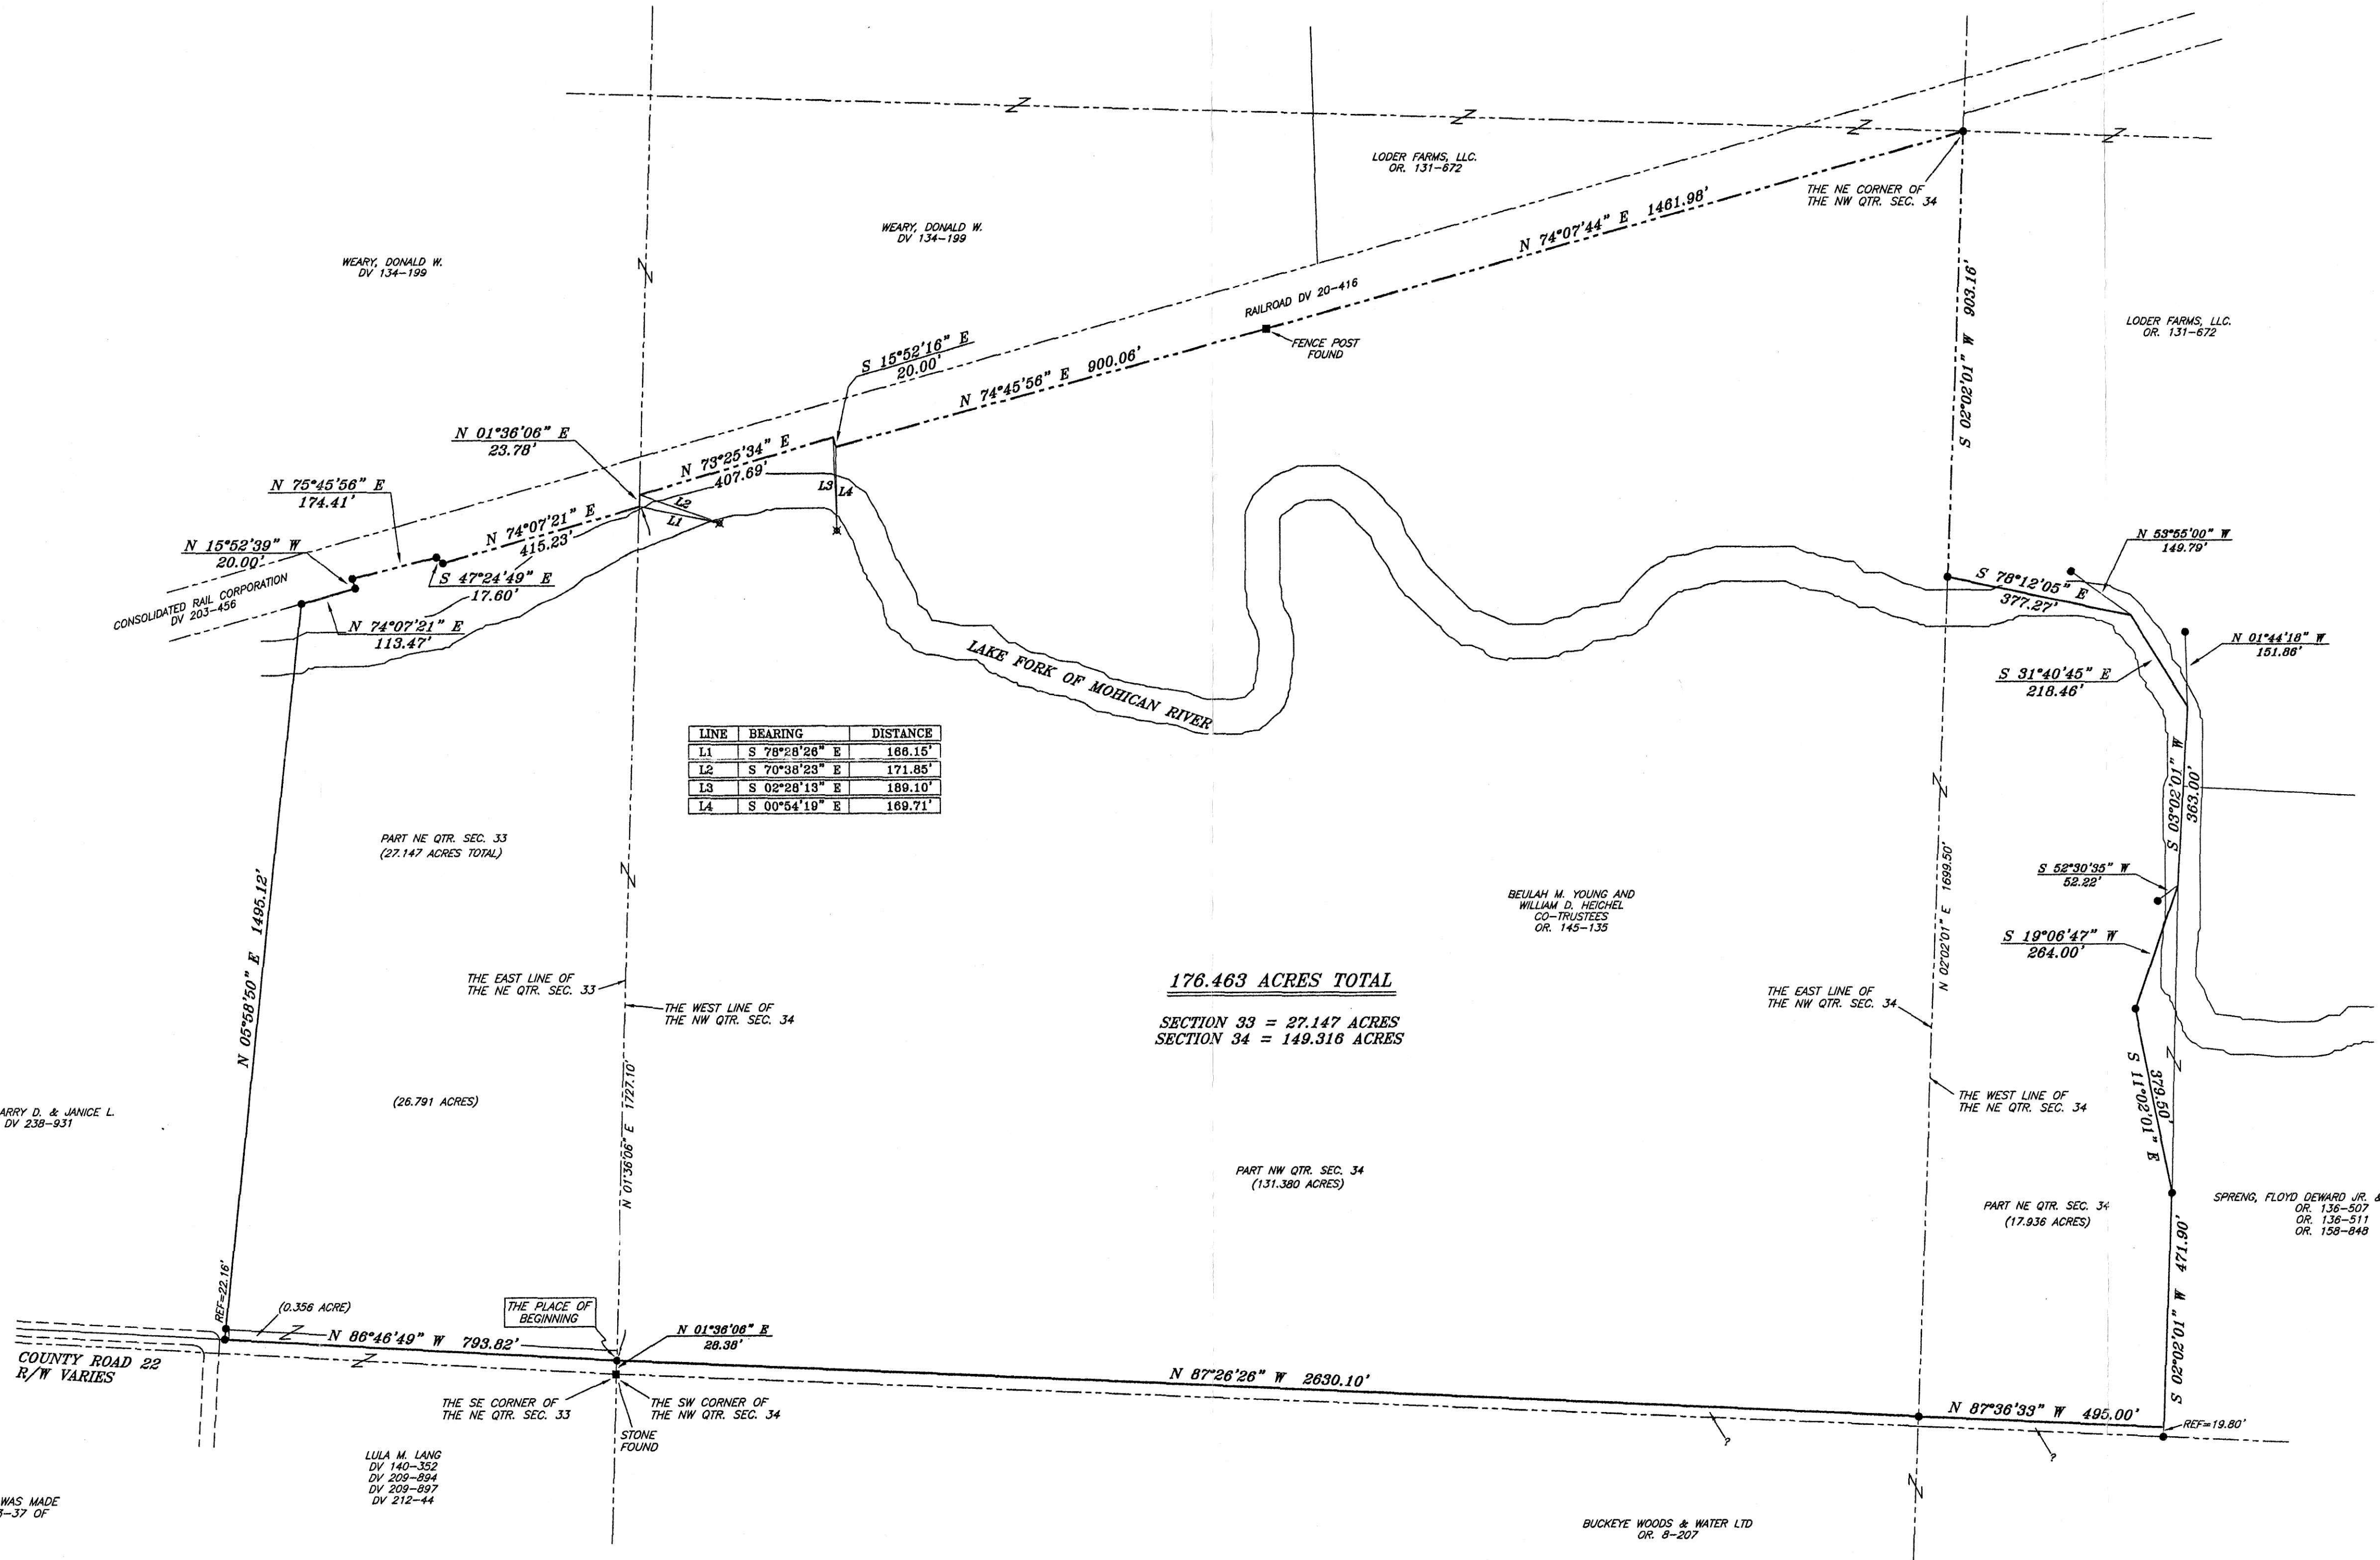 LODER FARMS, LLC.
OR. 131-672
THE NE CORNER OF
THE NW QTR. SEC. 34
WEARY, DONALD W.
DV 134-199
WEARY, DONALD W.
DV 134-199
N 74°07'44" E 1461.98'
RAILROAD DV 20-416
FENCE POST
FOUND
S 02°02'01" W 903.16'
LODER FARMS, LLC.
OR. 131-672
S 15°52'16" E
20.00'
N 74°45'56" E 900.06'
N 01°36'06" E
23.78'
N 73°25'34" E
407.69'
L3
L4
L2
L1
N 75°45'56" E
174.41'
N 74°07'21" E
415.23'
N 15°52'39" W
20.00'
S 47°24'49" E
17.60'
CONSOLIDATED RAIL CORPORATION
DV 203-456
N 74°07'21" E
113.47'
N 53°55'00" W
149.79'
S 78°12'05" E
377.27'
N 01°44'18" W
151.86'
S 31°40'45" E
218.46'
LAKE FORK OF MOHICAN RIVER
LINE BEARING DISTANCE
L1 S 78°28'26" E 166.15'
L2 S 70°38'23" E 171.85'
L3 S 02°28'13" E 189.10'
L4 S 00°54'19" E 169.71'
S 03°02'01" W
363.00'
PART NE QTR. SEC. 33
(27.147 ACRES TOTAL)
N 05°58'50" E 1495.12'
BEULAH M. YOUNG AND
WILLIAM D. HEICHEL
CO-TRUSTEES
OR. 145-135
N 02°02'01" E 1699.50'
S 52°30'35" W
52.22'
S 19°06'47" W
264.00'
THE EAST LINE OF
THE NE QTR. SEC. 33
THE WEST LINE OF
THE NW QTR. SEC. 34
176.463 ACRES TOTAL
SECTION 33 = 27.147 ACRES
SECTION 34 = 149.316 ACRES
THE EAST LINE OF
THE NW QTR. SEC. 34
THE WEST LINE OF
THE NE QTR. SEC. 34
S 11°02'01" E
379.50'
(26.791 ACRES)
N 01°36'06" E 1727.10'
ARRY D. & JANICE L.
DV 238-931
PART NW QTR. SEC. 34
(131.380 ACRES)
PART NE QTR. SEC. 34
(17.936 ACRES)
SPRENG, FLOYD DEWARD JR. &
OR. 136-507
OR. 136-511
OR. 158-848
S 02°02'01" W 471.90'
REF=22.16'
(0.356 ACRE)
THE PLACE OF
BEGINNING
N 86°46'49" W 793.82'
N 01°36'06" E
28.38'
COUNTY ROAD 22
R/W VARIES
N 87°26'26" W 2630.10'
N 87°36'33" W 495.00'
REF=19.80'
THE SE CORNER OF
THE NE QTR. SEC. 33
THE SW CORNER OF
THE NW QTR. SEC. 34
STONE
FOUND
?
?
LULA M. LANG
DV 140-352
DV 209-894
DV 209-897
DV 212-44
WAS MADE
3-37 OF
BUCKEYE WOODS & WATER LTD
OR. 8-207